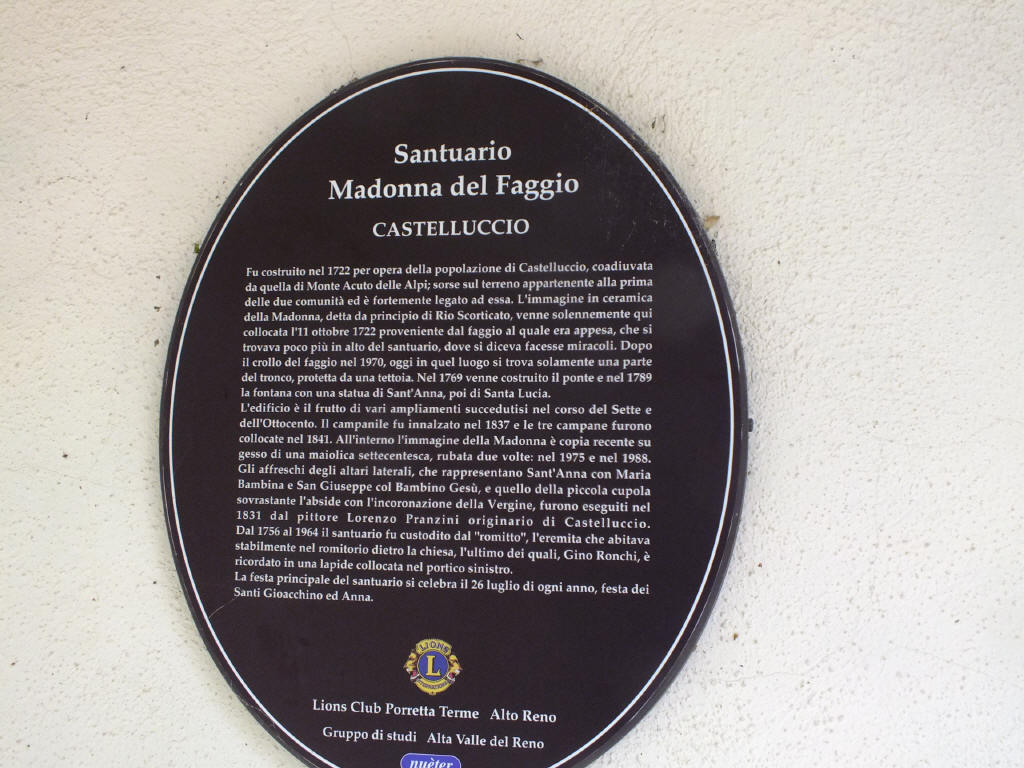 Santuario
Madonna del Faggio
CASTELLUCCIO
Fu costruito nel 1722 per opera della popolazione di Castelluccio, coadiuvata
da quella di Monte Acuto delle Alpi; sorse sul terreno appartenente alla prima
delle due comunità ed è fortemente legato ad essa. L'immagine in ceramica
della Madonna, detta da principio di Rio Scorticato, venne solennemente qui
collocata l'11 ottobre 1722 proveniente dal faggio al quale era appesa, che si
trovava poco più in alto del santuario, dove si diceva facesse miracoli. Dopo
il crollo del faggio nel 1970, oggi in quel luogo si trova solamente una parte
del tronco, protetta da una tettoia. Nel 1769 venne costruito il ponte e nel 1789
la fontana con una statua di Sant'Anna, poi di Santa Lucia.
L'edificio è il frutto di vari ampliamenti succedutisi nel corso del Sette e
dell'Ottocento. Il campanile fu innalzato nel 1837 e le tre campane furono
collocate nel 1841. All'interno l'immagine della Madonna è copia recente su
gesso di una maiolica settecentesca, rubata due volte: nel 1975 e nel 1988.
Gli affreschi degli altari laterali, che rappresentano Sant'Anna con Maria
Bambina e San Giuseppe col Bambino Gesù, e quello della piccola cupola
sovrastante l'abside con l'incoronazione della Vergine, furono eseguiti nel
1831 dal pittore Lorenzo Pranzini originario di Castelluccio.
Dal 1756 al 1964 il santuario fu custodito dal "romitto", l'eremita che abitava
stabilmente nel romitorio dietro la chiesa, l'ultimo dei quali, Gino Ronchi, è
ricordato in una lapide collocata nel portico sinistro.
La festa principale del santuario si celebra il 26 luglio di ogni anno, festa dei
Santi Gioacchino ed Anna.
LIONS
L
INTERNATIONAL
Lions Club Porretta Terme Alto Reno
Gruppo di studi Alta Valle del Reno
nuèter